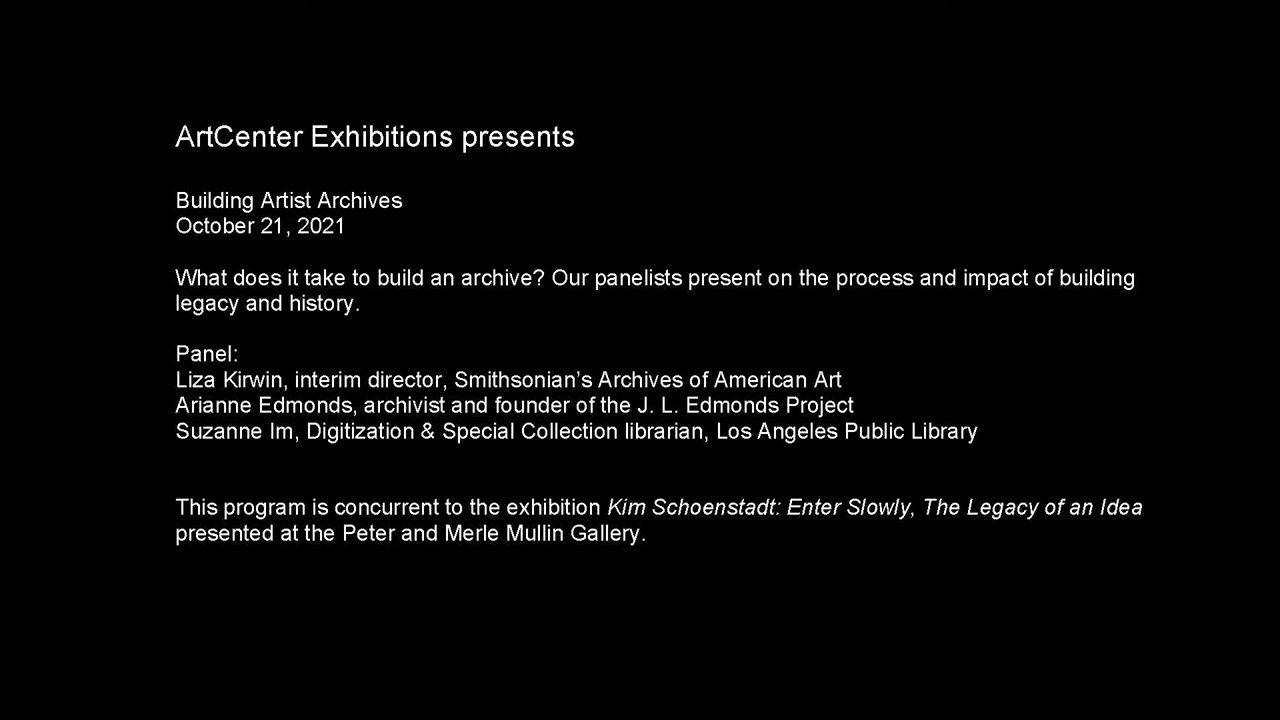 ArtCenter Exhibitions presents
Building Artist Archives
October 21, 2021
What does it take to build an archive? Our panelists present on the process and impact of building
legacy and history.
Panel:
Liza Kirwin, interim director, Smithsonian’s Archives of American Art
Arianne Edmonds, archivist and founder of the J. L. Edmonds Project
Suzanne Im, Digitization & Special Collection librarian, Los Angeles Public Library
This program is concurrent to the exhibition Kim Schoenstadt: Enter Slowly, The Legacy of an Idea
presented at the Peter and Merle Mullin Gallery.